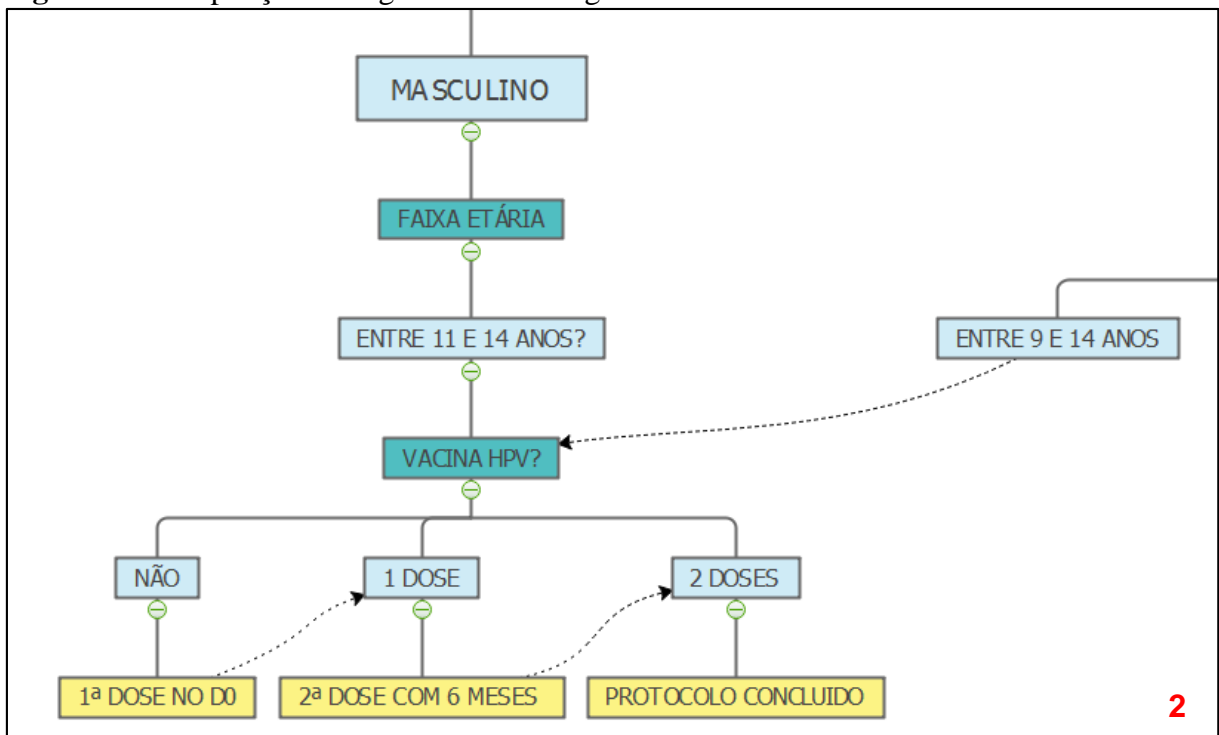 MASCULINO
FAIXA ETÁRIA
ENTRE 11 E 14 ANOS?
ENTRE 9 E 14 ANOS
VACINA HPV?
NÃO
1 DOSE
2 DOSES
1ª DOSE NO D0
2ª DOSE COM 6 MESES
PROTOCOLO CONCLUIDO
2